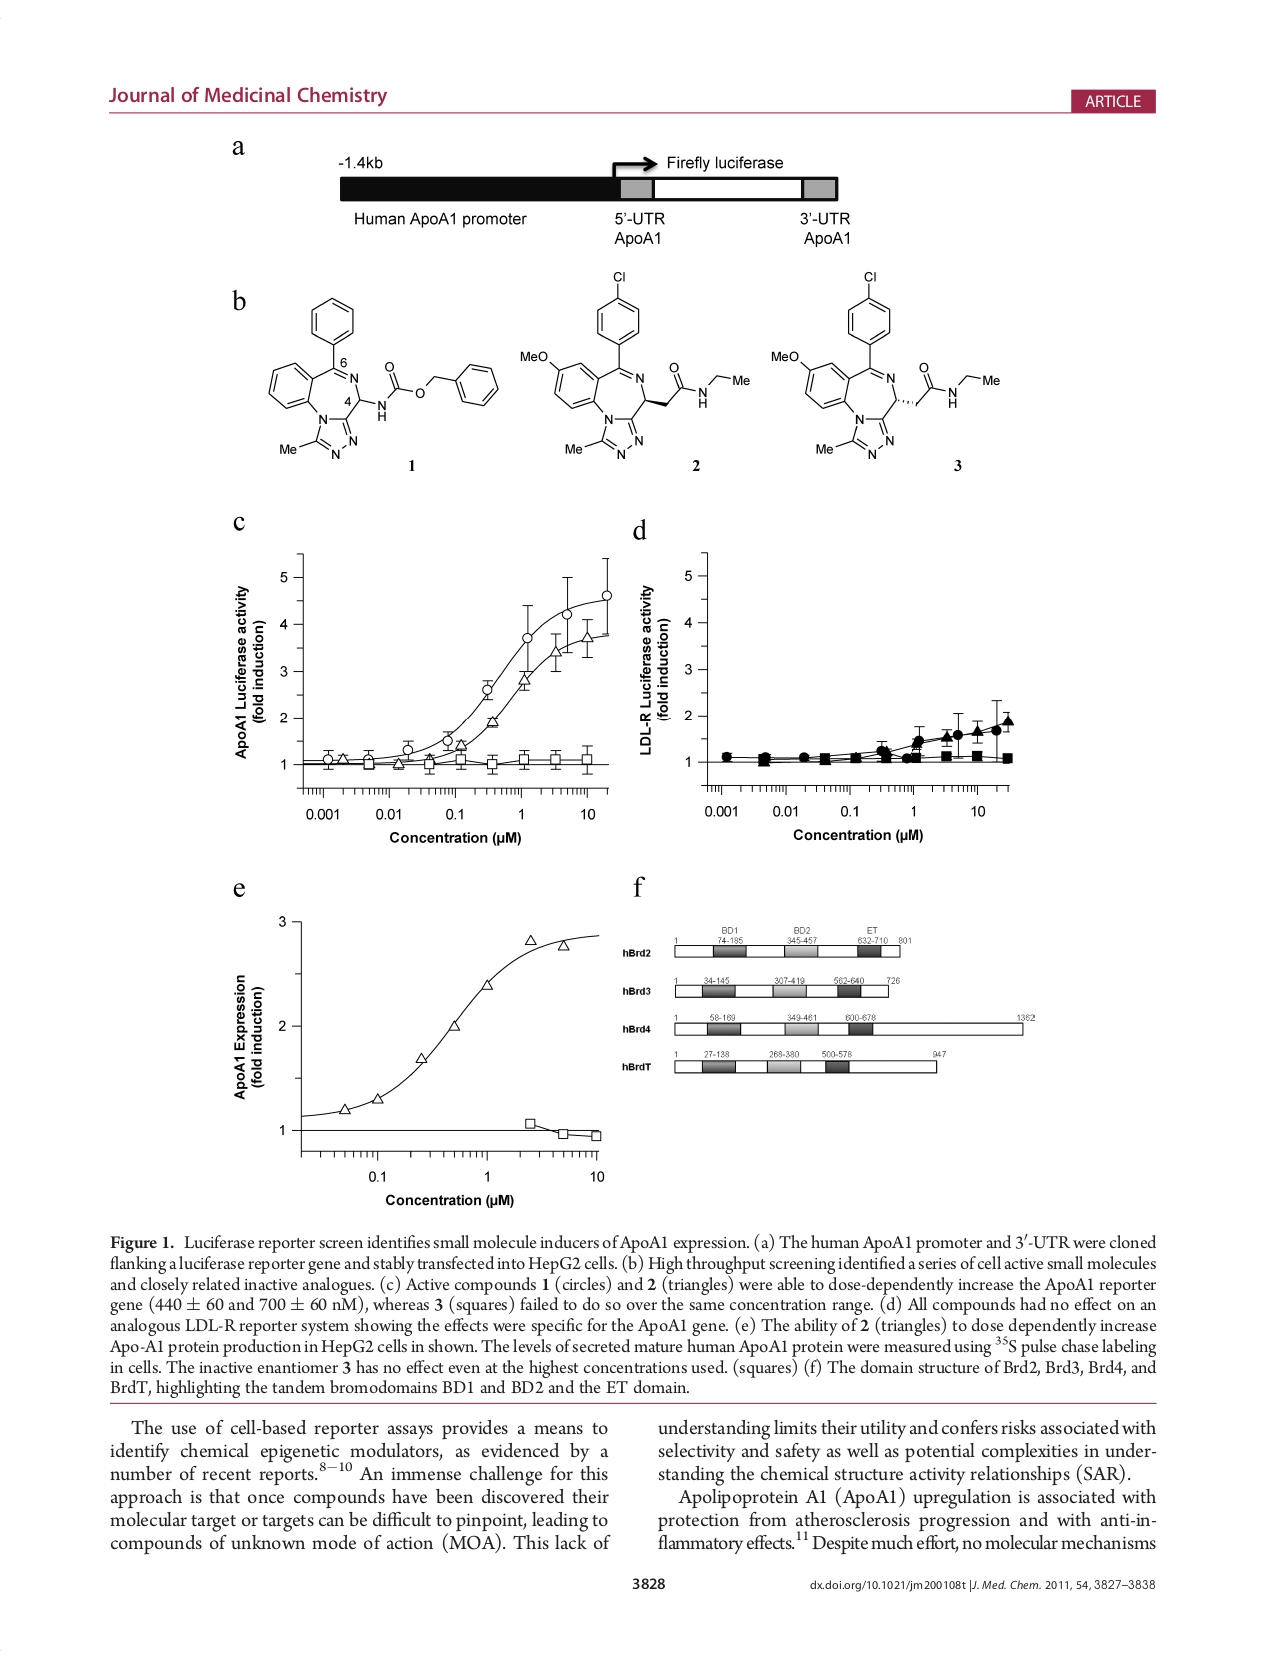 Journal of Medicinal Chemistry
ARTICLE
a
-1.4kb
Firefly luciferase
Human ApoA1 promoter
5'-UTR
ApoA1
3'-UTR
ApoA1
b
6
N
4
N
H
O
O
N
N
N
Me
1
Cl
MeO
N
O
N
H
Me
N
N
N
Me
2
Cl
MeO
N
O
N
H
Me
N
N
N
Me
3
c
ApoA1 Luciferase activity
(fold induction)
5
4
3
2
1
0.001
0.01
0.1
1
10
Concentration (µM)
d
LDL-R Luciferase activity
(fold induction)
5
4
3
2
1
0.001
0.01
0.1
1
10
Concentration (µM)
e
ApoA1 Expression
(fold induction)
3
2
1
0.1
1
10
Concentration (µM)
f
BD1
BD2
ET
1
74-185
345-457
632-710
801
hBrd2
1
34-145
307-419
562-640
726
hBrd3
1
58-169
349-461
600-678
1362
hBrd4
1
27-138
268-380
500-578
947
hBrdT
Figure 1. Luciferase reporter screen identifies small molecule inducers of ApoA1 expression. (a) The human ApoA1 promoter and 3′-UTR were cloned
flanking a luciferase reporter gene and stably transfected into HepG2 cells. (b) High throughput screening identified a series of cell active small molecules
and closely related inactive analogues. (c) Active compounds 1 (circles) and 2 (triangles) were able to dose-dependently increase the ApoA1 reporter
gene (440 ± 60 and 700 ± 60 nM), whereas 3 (squares) failed to do so over the same concentration range. (d) All compounds had no effect on an
analogous LDL-R reporter system showing the effects were specific for the ApoA1 gene. (e) The ability of 2 (triangles) to dose dependently increase
Apo-A1 protein production in HepG2 cells in shown. The levels of secreted mature human ApoA1 protein were measured using ³⁵S pulse chase labeling
in cells. The inactive enantiomer 3 has no effect even at the highest concentrations used. (squares) (f) The domain structure of Brd2, Brd3, Brd4, and
BrdT, highlighting the tandem bromodomains BD1 and BD2 and the ET domain.
The use of cell-based reporter assays provides a means to
identify chemical epigenetic modulators, as evidenced by a
number of recent reports.⁸⁻¹⁰ An immense challenge for this
approach is that once compounds have been discovered their
molecular target or targets can be difficult to pinpoint, leading to
compounds of unknown mode of action (MOA). This lack of
understanding limits their utility and confers risks associated with
selectivity and safety as well as potential complexities in under-
standing the chemical structure activity relationships (SAR).
Apolipoprotein A1 (ApoA1) upregulation is associated with
protection from atherosclerosis progression and with anti-in-
flammatory effects.¹¹ Despite much effort, no molecular mechanisms
3828
dx.doi.org/10.1021/jm200108t |J. Med. Chem. 2011, 54, 3827–3838